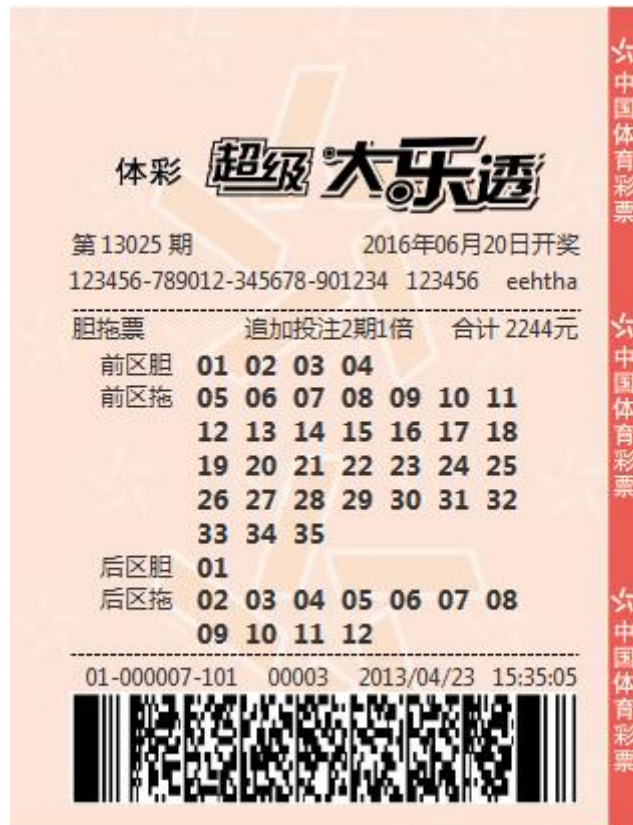 体彩 超级大乐透
第 13025 期 2016年06月20日开奖
123456-789012-345678-901234 123456 eehtha
胆拖票 追加投注2期1倍 合计 2244元
前区胆 01 02 03 04
前区拖 05 06 07 08 09 10 11
12 13 14 15 16 17 18
19 20 21 22 23 24 25
26 27 28 29 30 31 32
33 34 35
后区胆 01
后区拖 02 03 04 05 06 07 08
09 10 11 12
01-000007-101 00003 2013/04/23 15:35:05
中国体育彩票
中国体育彩票
中国体育彩票